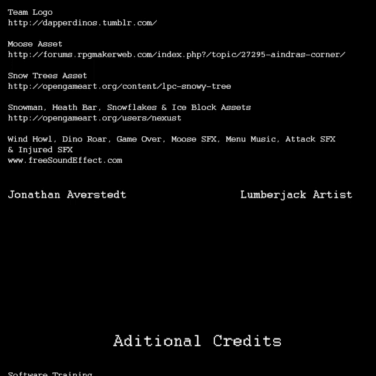 Team Logo
http://dapperdinos.tumblr.com/
Moose Asset
http://forums.rpgmakerweb.com/index.php?/topic/27295-aindras-corner/
Snow Trees Asset
http://opengameart.org/content/lpc-snowy-tree
Snowman, Heath Bar, Snowflakes & Ice Block Assets
http://opengameart.org/users/nexust
Wind Howl, Dino Roar, Game Over, Moose SFX, Menu Music, Attack SFX
& Injured SFX
www.freeSoundEffect.com
Jonathan Averstedt Lumberjack Artist
Aditional Credits
Software Training